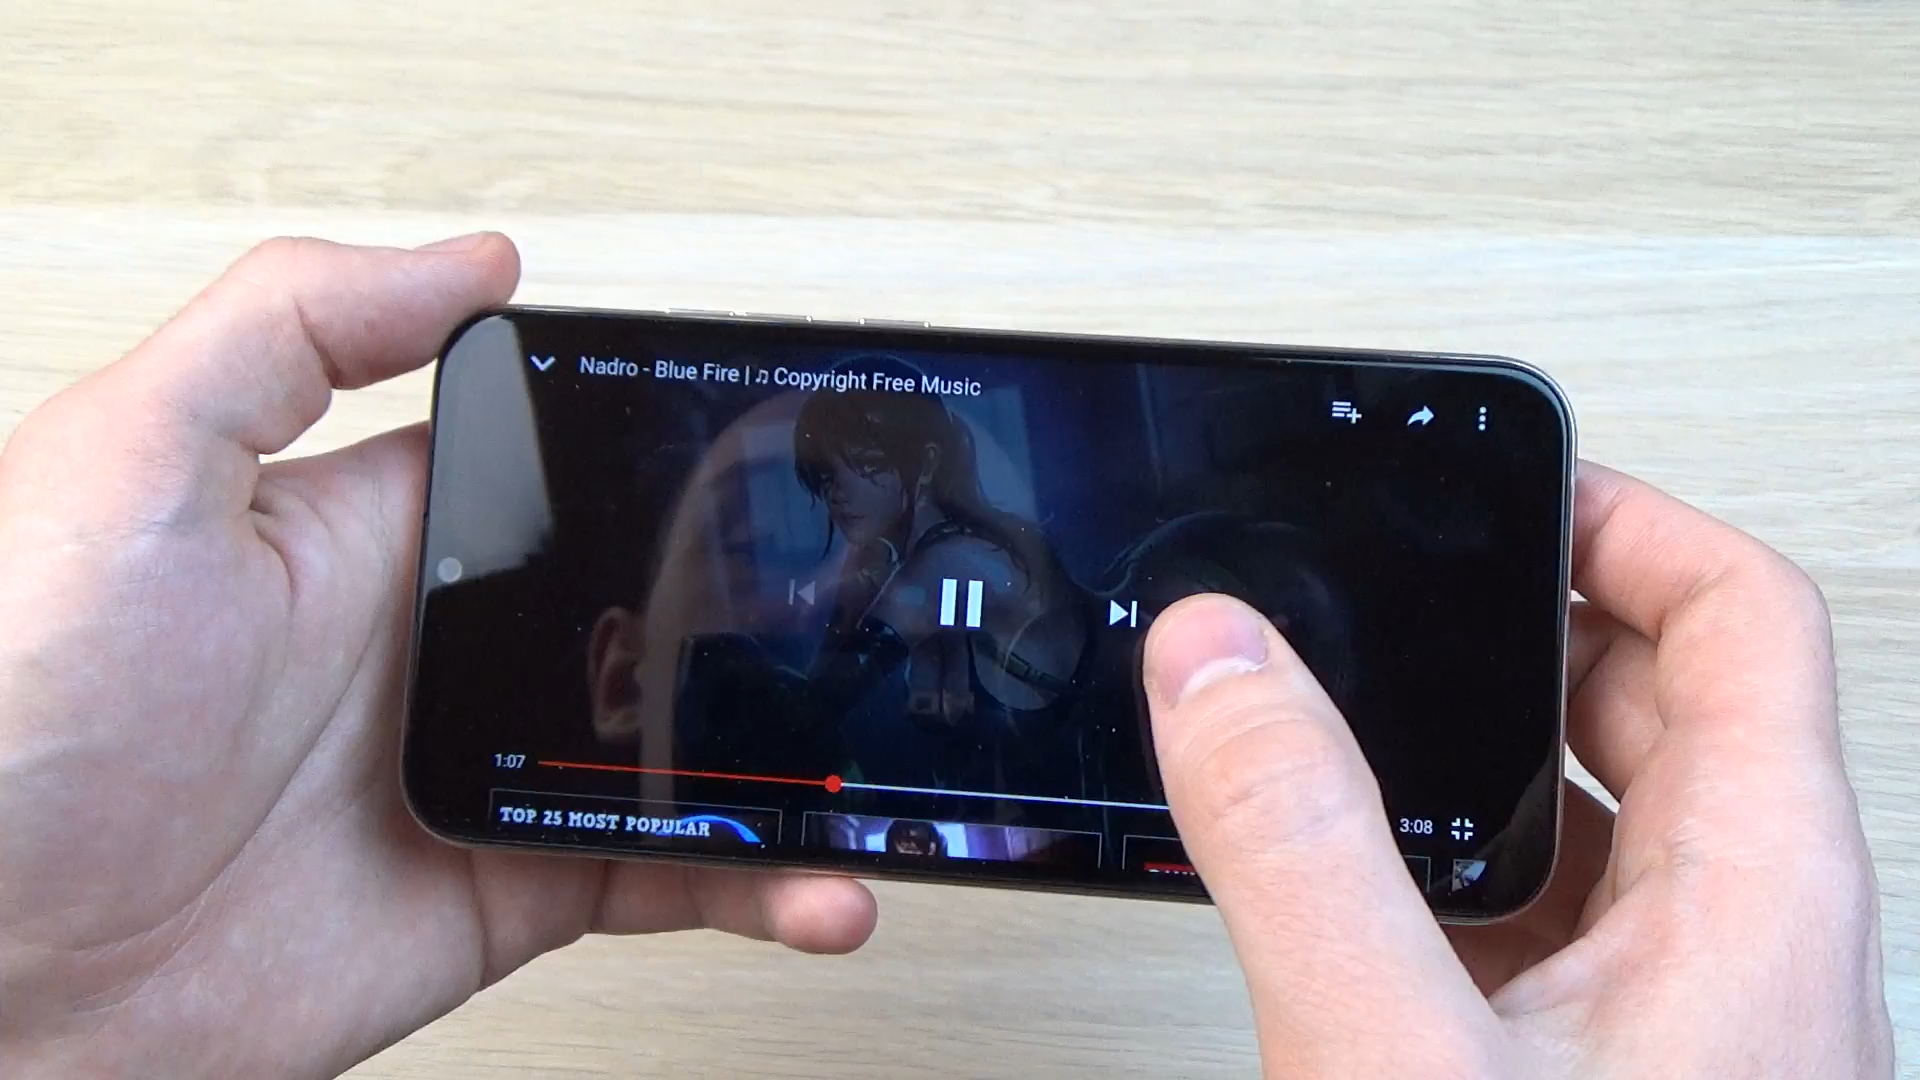 Nadro - Blue Fire | ♫ Copyright Free Music
1:07
3:08
TOP 25 MOST POPULAR